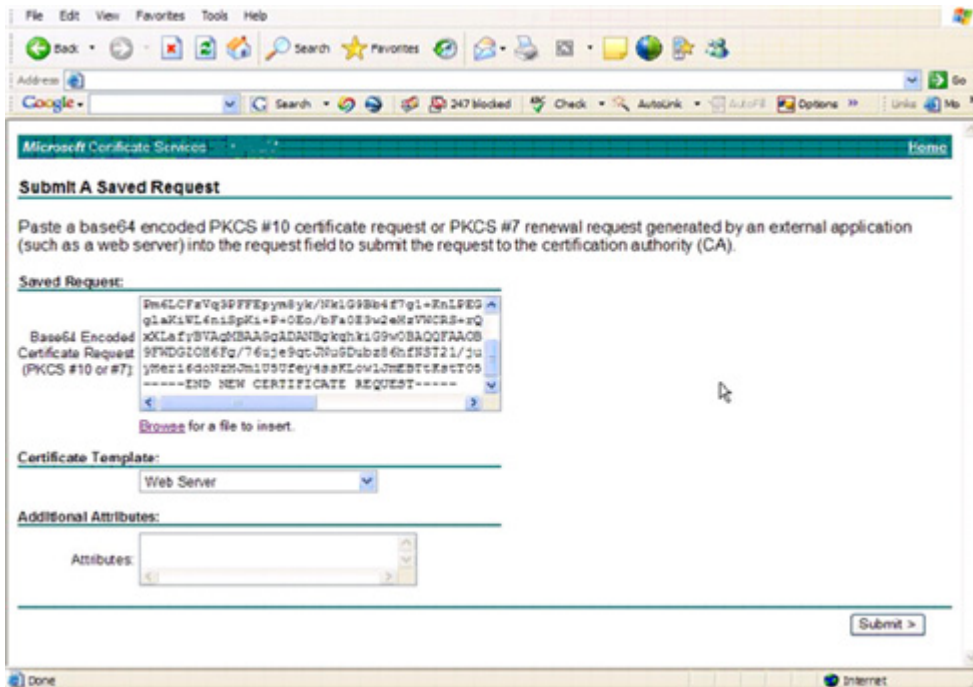 File Edit View Favorites Tools Help
Back Search Favorites
Address Go
Google Search 247 blocked Check AutoLink AutoFill Options Links
Microsoft Certificate Services Home
Submit A Saved Request
Paste a base64 encoded PKCS #10 certificate request or PKCS #7 renewal request generated by an external application
(such as a web server) into the request field to submit the request to the certification authority (CA).
Saved Request:
Base64 Encoded
Certificate Request
(PKCS #10 or #7):
-----END NEW CERTIFICATE REQUEST-----
Browse for a file to insert.
Certificate Template:
Web Server
Additional Attributes:
Attributes:
Submit >
Done Internet